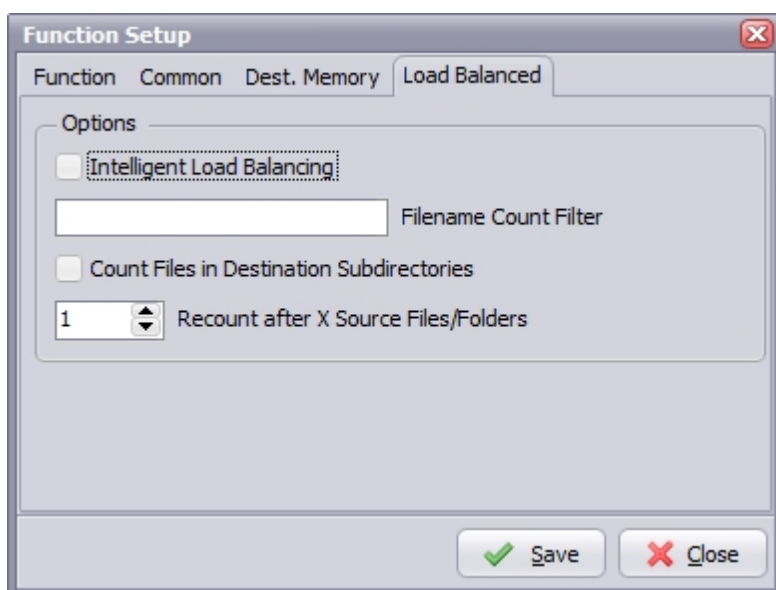 Function Setup
Function Common Dest. Memory Load Balanced
Options
Intelligent Load Balancing
Filename Count Filter
Count Files in Destination Subdirectories
1 Recount after X Source Files/Folders
Save Close